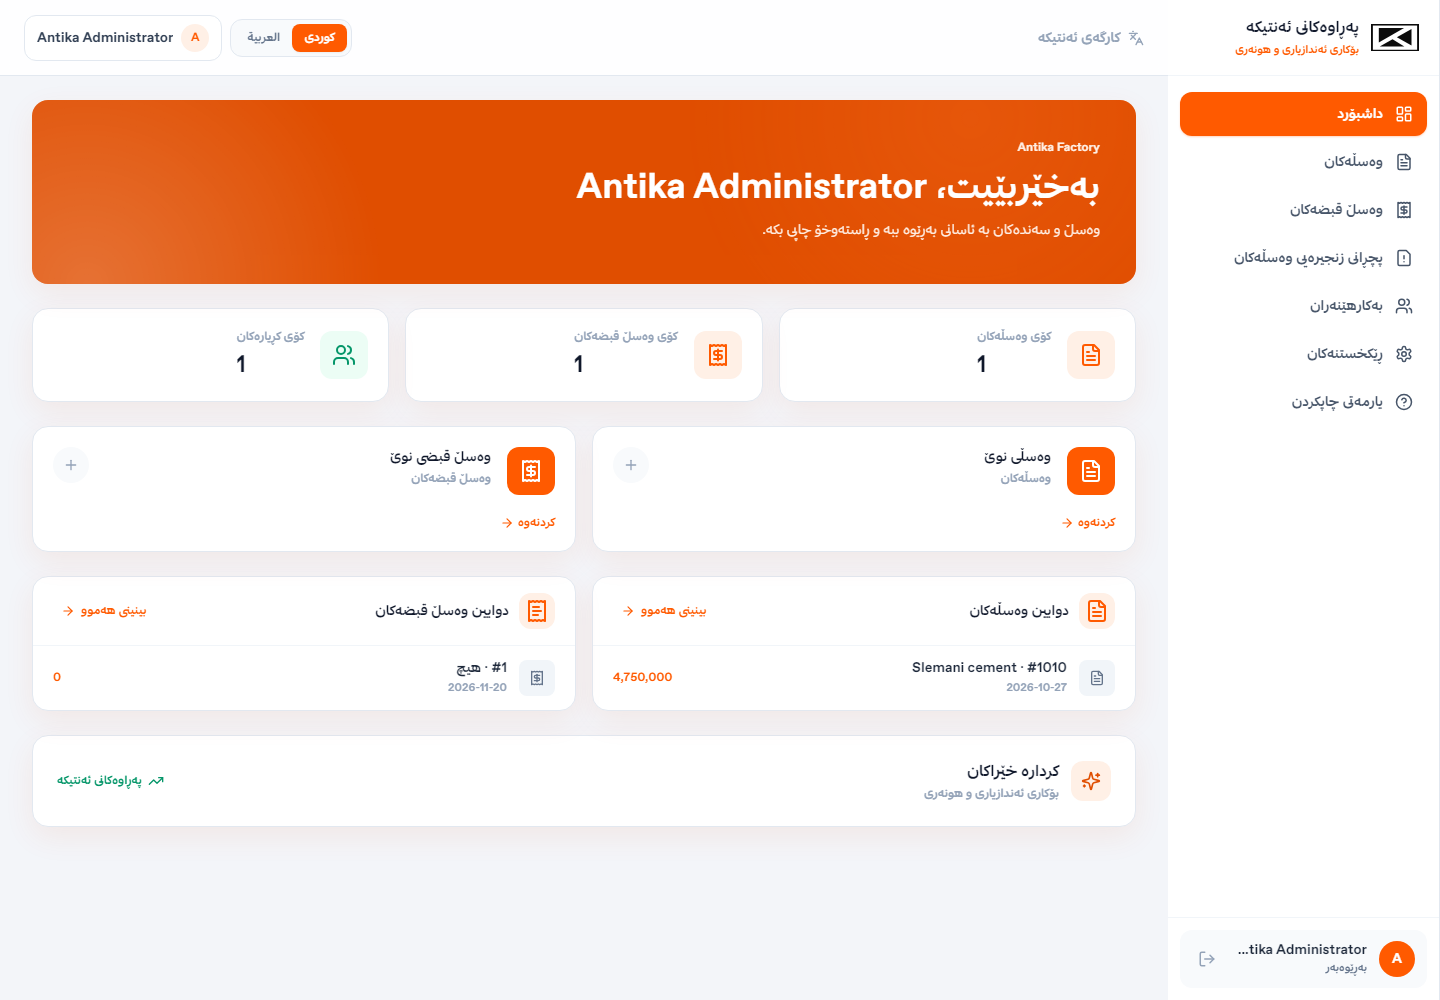 پەڕاوەکانی ئەنتیکە
بۆکاری ئەندازیاری و هونەری
کارگەی ئەنتیکە
کوردی
العربية
A
Antika Administrator
داشبۆرد
وەسڵەکان
وەسڵ قبضەکان
پچڕانی زنجیرەیی وەسڵەکان
بەکارهێنەران
ڕێکخستنەکان
یارمەتی چاپکردن
Antika Factory
بەخێربێیت، Antika Administrator
وەسڵ و سەندەکان بە ئاسانی بەڕێوە ببە و ڕاستەوخۆ چاپی بکە.
کۆی وەسڵەکان
1
کۆی وەسڵ قبضەکان
1
کۆی کڕیارەکان
1
وەسڵی نوێ
وەسڵەکان
کردنەوە
وەسڵ قبضی نوێ
وەسڵ قبضەکان
کردنەوە
دوایین وەسڵەکان
بینینی هەموو
Slemani cement · #1010
2026-10-27
4,750,000
دوایین وەسڵ قبضەکان
بینینی هەموو
#1 · هیچ
2026-11-20
0
کردارە خێراکان
بۆکاری ئەندازیاری و هونەری
پەڕاوەکانی ئەنتیکە
A
...tika Administrator
بەڕێوەبەر